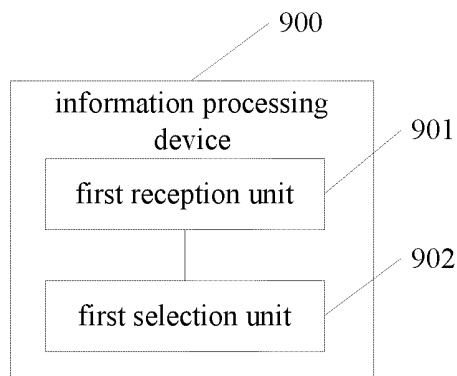 900
information processing
device
901
first reception unit
902
first selection unit